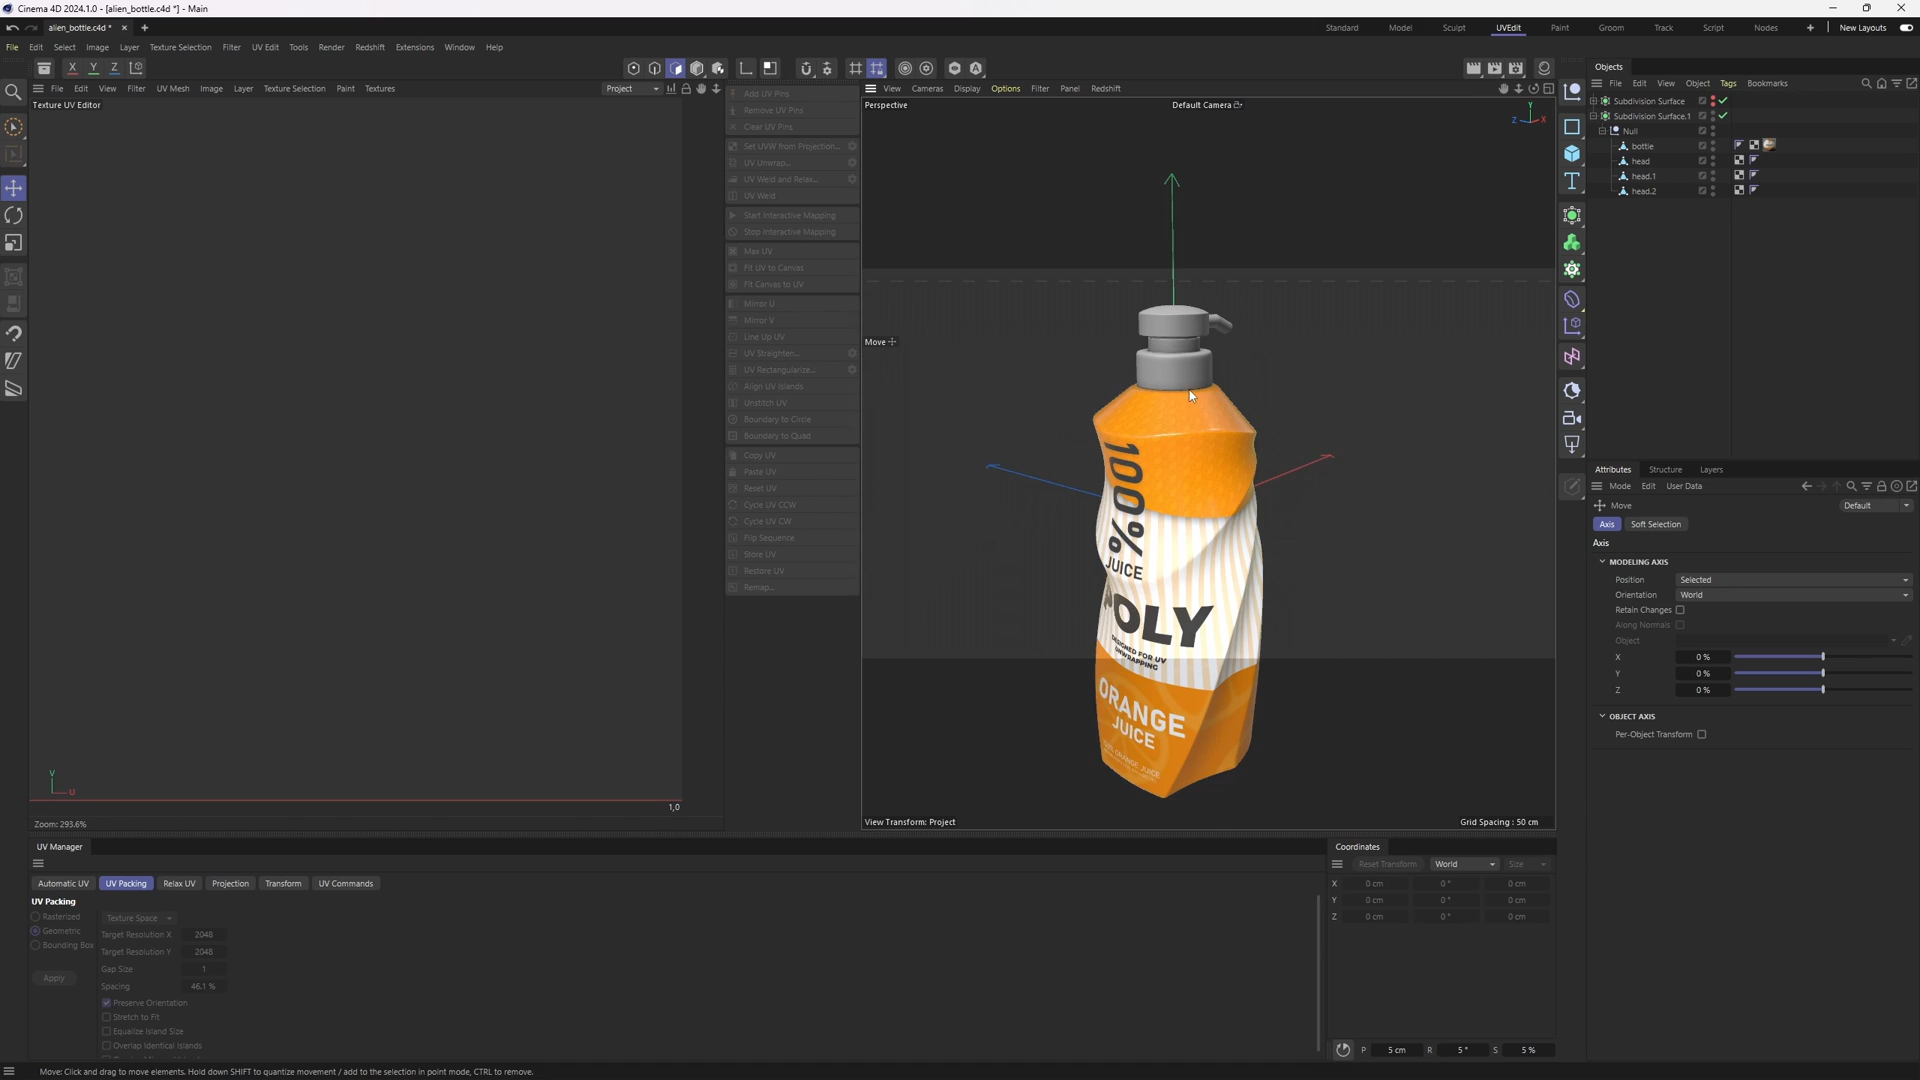 Cinema 4D 2024.1.0 - [alien_bottle.c4d *] - Main
alien_bottle.c4d *
Standard
Model
Sculpt
UVEdit
Paint
Groom
Track
Script
Nodes
New Layouts
File Edit Select Image Layer Texture Selection Filter UV Edit Tools Render Redshift Extensions Window Help
X Y Z
File Edit View Filter UV Mesh Image Layer Texture Selection Paint Textures
Project
Texture UV Editor
Add UV Pins
Remove UV Pins
Clear UV Pins
Set UVW from Projection...
UV Unwrap...
UV Weld and Relax...
UV Weld
Start Interactive Mapping
Stop Interactive Mapping
Max UV
Fit UV to Canvas
Fit Canvas to UV
Mirror U
Mirror V
Line Up UV
UV Straighten...
UV Rectangularize...
Align UV Islands
Unstitch UV
Boundary to Circle
Boundary to Quad
Copy UV
Paste UV
Reset UV
Cycle UV CCW
Cycle UV CW
Flip Sequence
Store UV
Restore UV
Remap...
V
U
1,0
Zoom: 293.6%
View Cameras Display Options Filter Panel Redshift
Perspective
Default Camera
Y
Z
X
Move
100%
JUICE
POLY
DESIGNED FOR UV
UNWRAPPING
ORANGE
JUICE
View Transform: Project
Grid Spacing : 50 cm
Objects
File Edit View Object Tags Bookmarks
Subdivision Surface
Subdivision Surface.1
Null
bottle
head
head.1
head.2
Attributes Structure Layers
Mode Edit User Data
Move
Default
Axis Soft Selection
Axis
MODELING AXIS
Position Selected
Orientation World
Retain Changes
Along Normals
Object
X 0 %
Y 0 %
Z 0 %
OBJECT AXIS
Per-Object Transform
UV Manager
Automatic UV UV Packing Relax UV Projection Transform UV Commands
UV Packing
Rasterized
Geometric
Bounding Box
Apply
Texture Space
Target Resolution X 2048
Target Resolution Y 2048
Gap Size 1
Spacing 46.1 %
Preserve Orientation
Stretch to Fit
Equalize Island Size
Overlap Identical Islands
Coordinates
Reset Transform World Size
X 0 cm 0 ° 0 cm
Y 0 cm 0 ° 0 cm
Z 0 cm 0 ° 0 cm
P 5 cm R 5 ° S 5 %
Move: Click and drag to move elements. Hold down SHIFT to quantize movement / add to the selection in point mode, CTRL to remove.